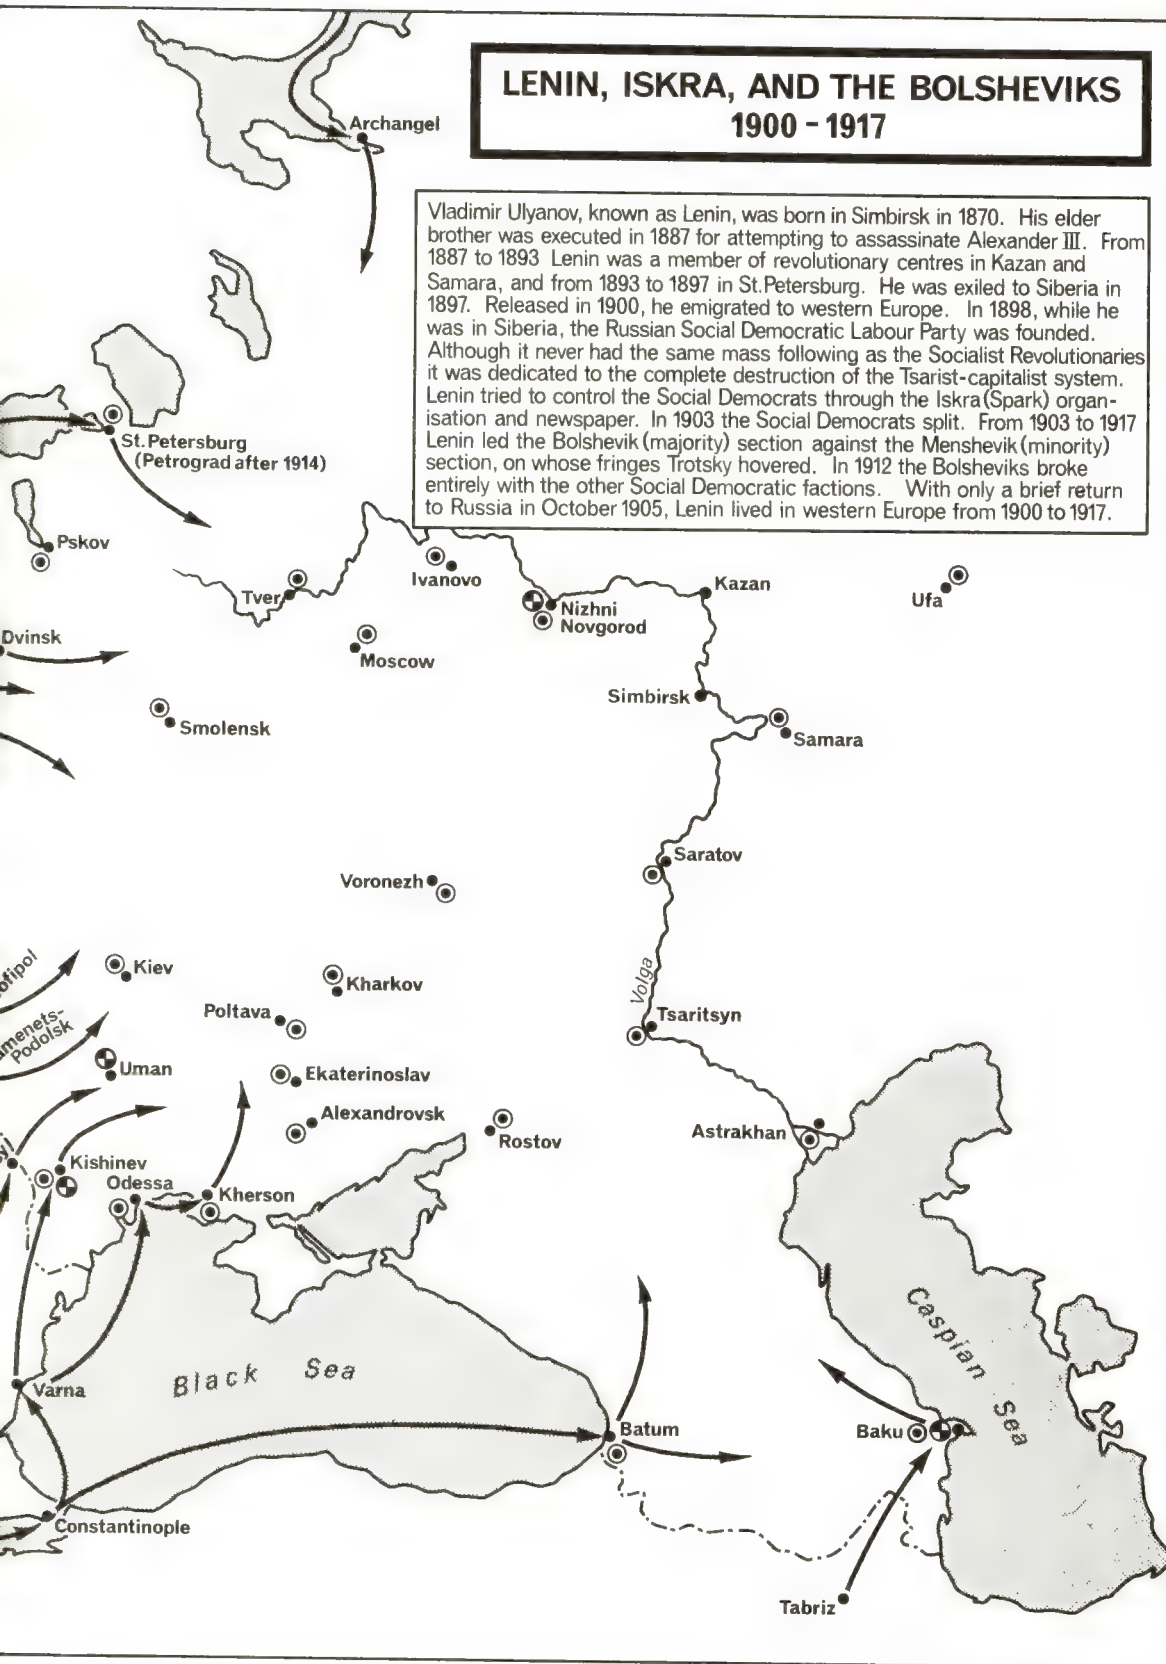 LENIN, ISKRA, AND THE BOLSHEVIKS
1900 - 1917
Vladimir Ulyanov, known as Lenin, was born in Simbirsk in 1870. His elder
brother was executed in 1887 for attempting to assassinate Alexander III. From
1887 to 1893 Lenin was a member of revolutionary centres in Kazan and
Samara, and from 1893 to 1897 in St.Petersburg. He was exiled to Siberia in
1897. Released in 1900, he emigrated to western Europe. In 1898, while he
was in Siberia, the Russian Social Democratic Labour Party was founded.
Although it never had the same mass following as the Socialist Revolutionaries
it was dedicated to the complete destruction of the Tsarist-capitalist system.
Lenin tried to control the Social Democrats through the Iskra (Spark) organ-
isation and newspaper. In 1903 the Social Democrats split. From 1903 to 1917
Lenin led the Bolshevik (majority) section against the Menshevik (minority)
section, on whose fringes Trotsky hovered. In 1912 the Bolsheviks broke
entirely with the other Social Democratic factions. With only a brief return
to Russia in October 1905, Lenin lived in western Europe from 1900 to 1917.
Archangel
St. Petersburg
(Petrograd after 1914)
Pskov
Ivanovo
Tver
Nizhni
Novgorod
Kazan
Ufa
Dvinsk
Moscow
Simbirsk
Smolensk
Samara
Saratov
Voronezh
Volga
ofipol
Kiev
Kharkov
Poltava
Tsaritsyn
menets-
Podolsk
Uman
Ekaterinoslav
Alexandrovsk
Rostov
Astrakhan
y
Kishinev
Odessa
Kherson
Caspian Sea
Black Sea
Varna
Batum
Baku
Constantinople
Tabriz